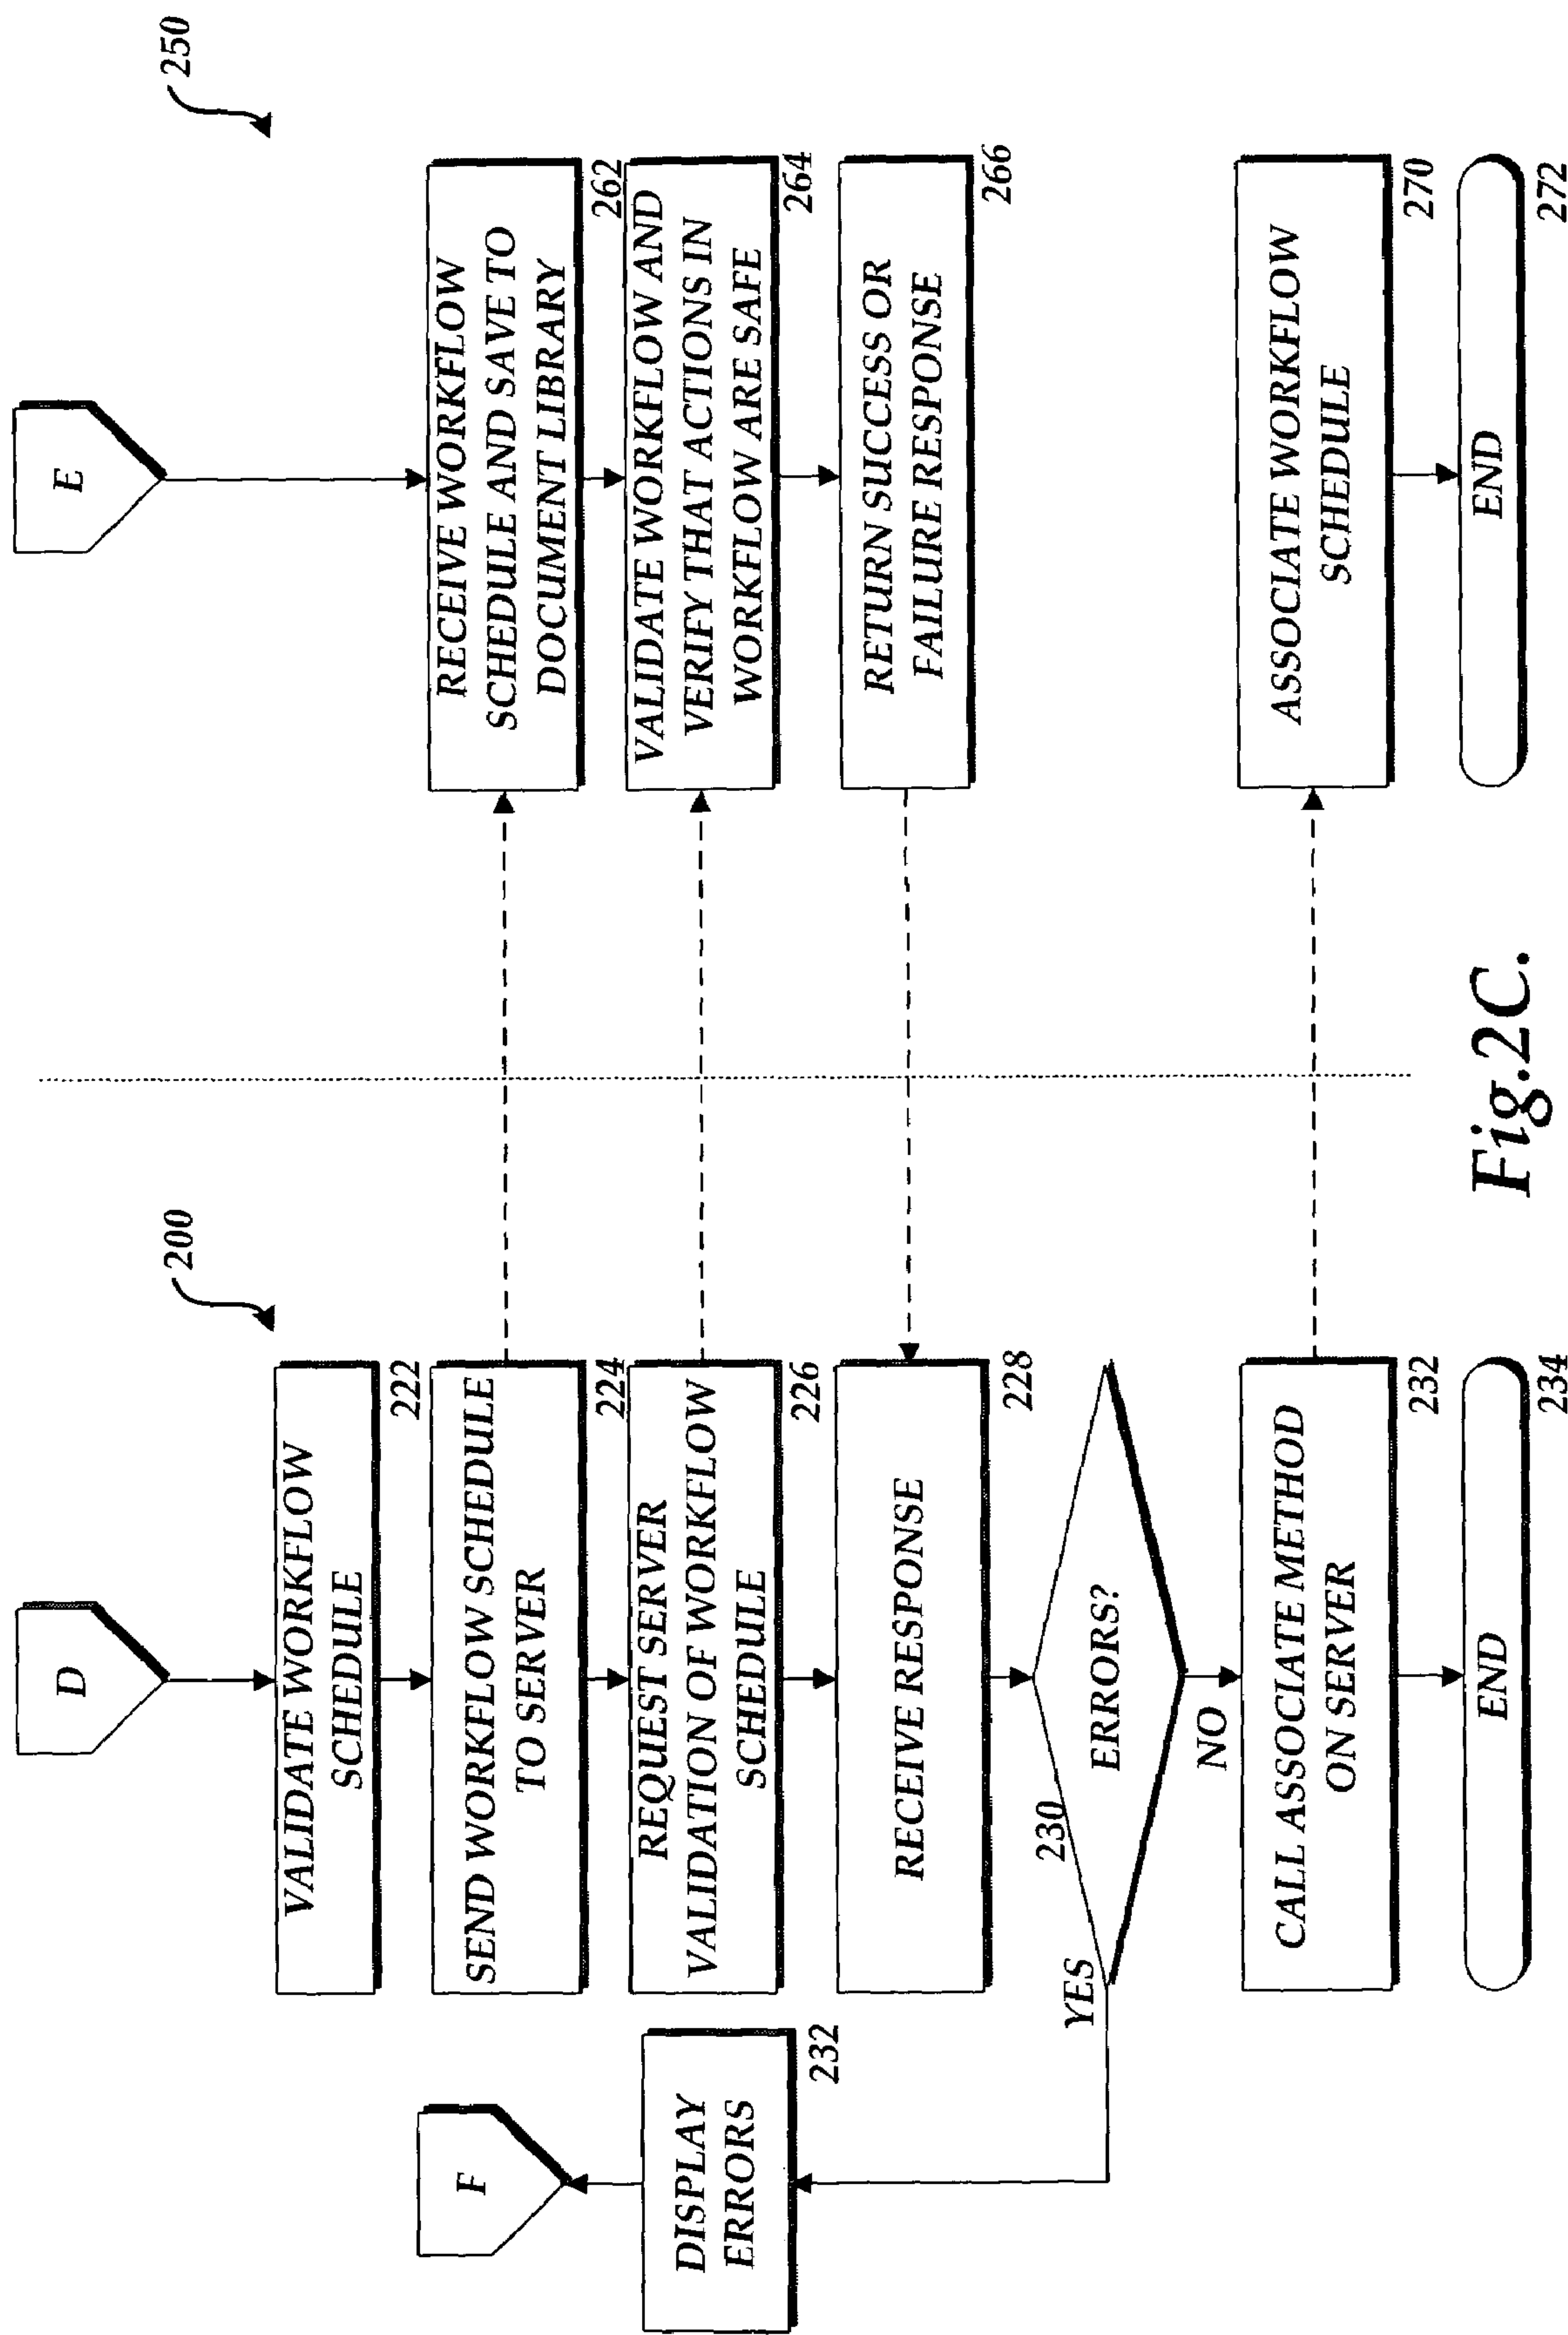 D
200
VALIDATE WORKFLOW
SCHEDULE
222
SEND WORKFLOW SCHEDULE
TO SERVER
224
REQUEST SERVER
VALIDATION OF WORKFLOW
SCHEDULE
226
RECEIVE RESPONSE
228
230
ERRORS?
YES
NO
F
DISPLAY
ERRORS
232
CALL ASSOCIATE METHOD
ON SERVER
232
END
234
E
250
RECEIVE WORKFLOW
SCHEDULE AND SAVE TO
DOCUMENT LIBRARY
262
VALIDATE WORKFLOW AND
VERIFY THAT ACTIONS IN
WORKFLOW ARE SAFE
264
RETURN SUCCESS OR
FAILURE RESPONSE
266
ASSOCIATE WORKFLOW
SCHEDULE
270
END
272
Fig.2C.